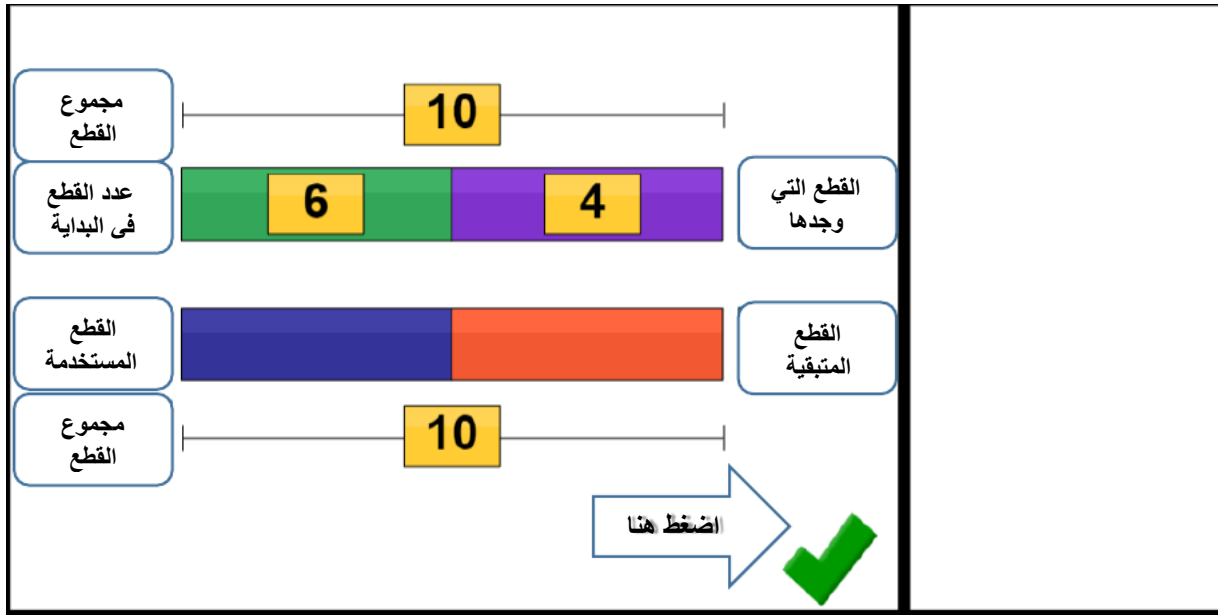 مجموع
القطع
10
عدد القطع
فى البداية
6
4
القطع التي
وجدها
القطع
المستخدمة
القطع
المتبقية
مجموع
القطع
10
اضغط هنا